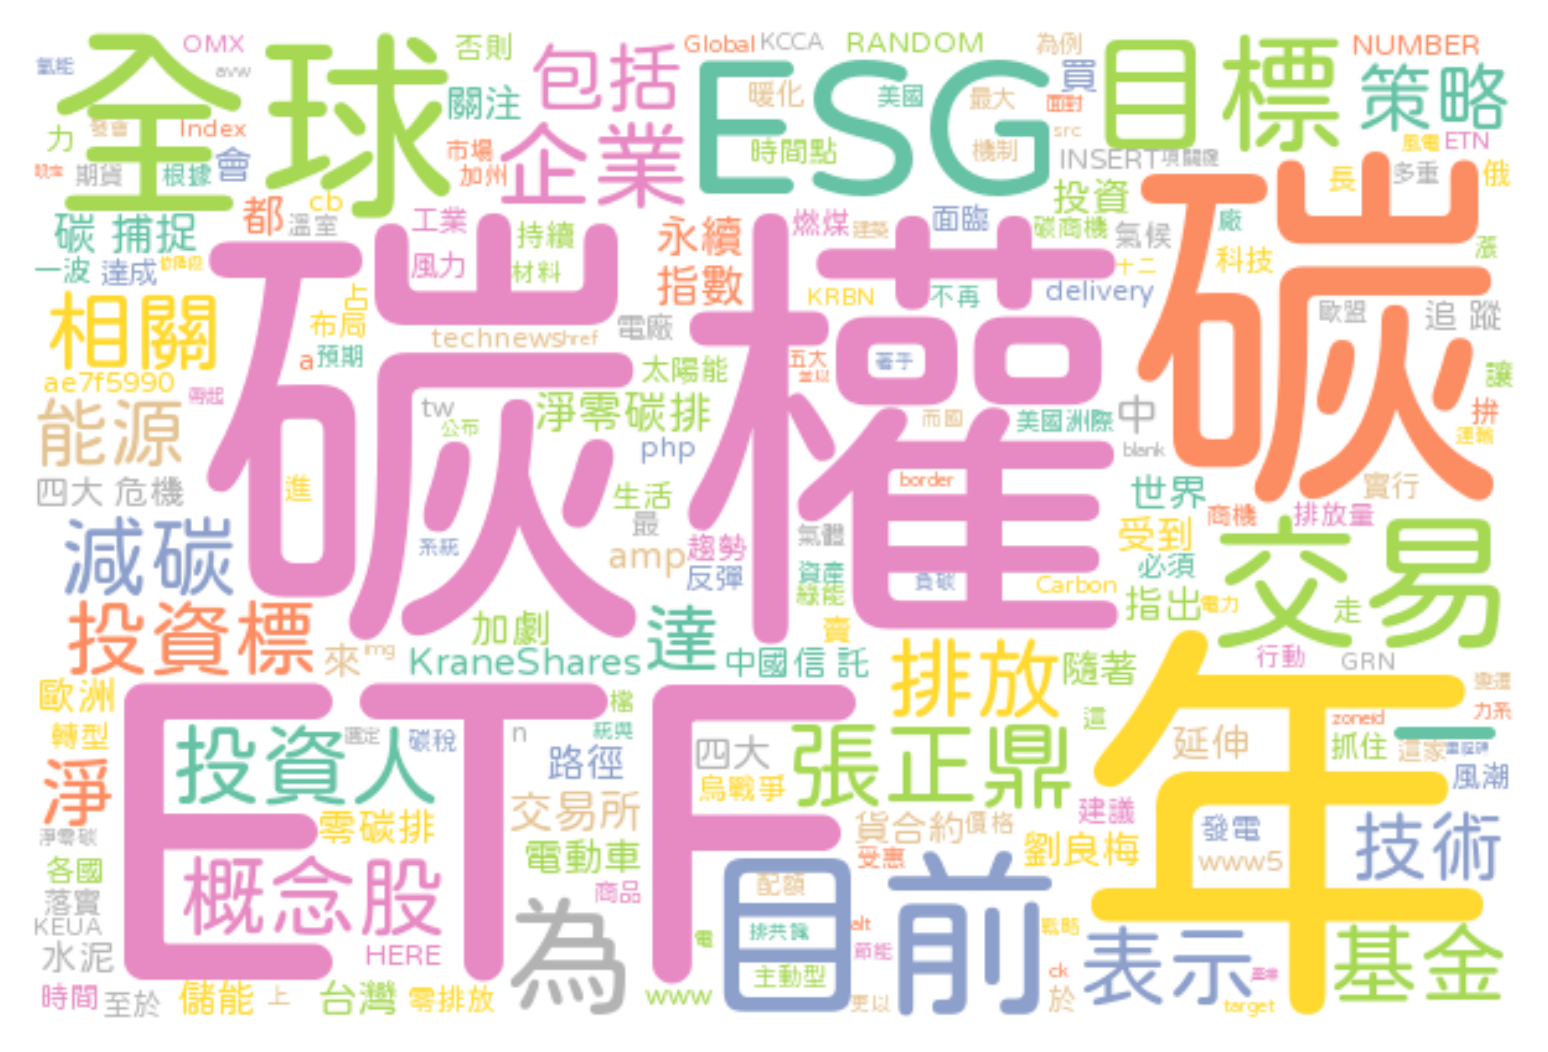 全球
OMX
氫能
avw
否則
包括
Global
KCCA
RANDOM
為例
目標
NUMBER
ESG
關注
暖化
美國
最大
買
面對
策略
力
發會
Index
企業
市場
加州
時間點
機制
src
INSERT
風電
ETN
期貨
根據
會
投資
長
多重
俄
碳 捕捉
都
cb
溫室
工業
持續
永續
燃煤
建築
面臨
碳商機
氣候
廠
碳
漲
一波
達成
風力
材料
指數
十二
科技
相關
占
布局
碳權
KRBN
不再
delivery
歐盟
追 蹤
technews
href
電廠
a
預期
太陽能
五大
並以
著手
讓
ae7f5990
帶起
能源
tw
公布
淨零碳排
而國
美國洲際
中
拚
運輸
php
blank
四大 危機
進
生活
border
世界
實行
最
商機
排放量
減碳
系統
amp
趨勢
反彈
氣體
資產
綠能
負碳
受到
必須
交易
Carbon
指出
電力
走
投資標
加劇
達
賣
來
img
KraneShares
中國信 託
排放
隨著
行動
GRN
年
歐洲
ETF
檔
這
變遷
力系
轉型
投資人
選定
碳稅
n
統與
四大
張正鼎
延伸
zoneid
一
抓住
這家
淨
路徑
烏戰爭
風潮
淨零碳
零碳排
交易所
貨合約
價格
建議
發電
技術
各國
概念股
電動車
受惠
劉良梅
www5
落實
商品
目前
配額
KEUA
為
排共識
alt
戰略
水泥
HERE
電
節能
表示
基金
主動型
ck
時間
至於
儲能
上
台灣
零排放
www
更以
於
target